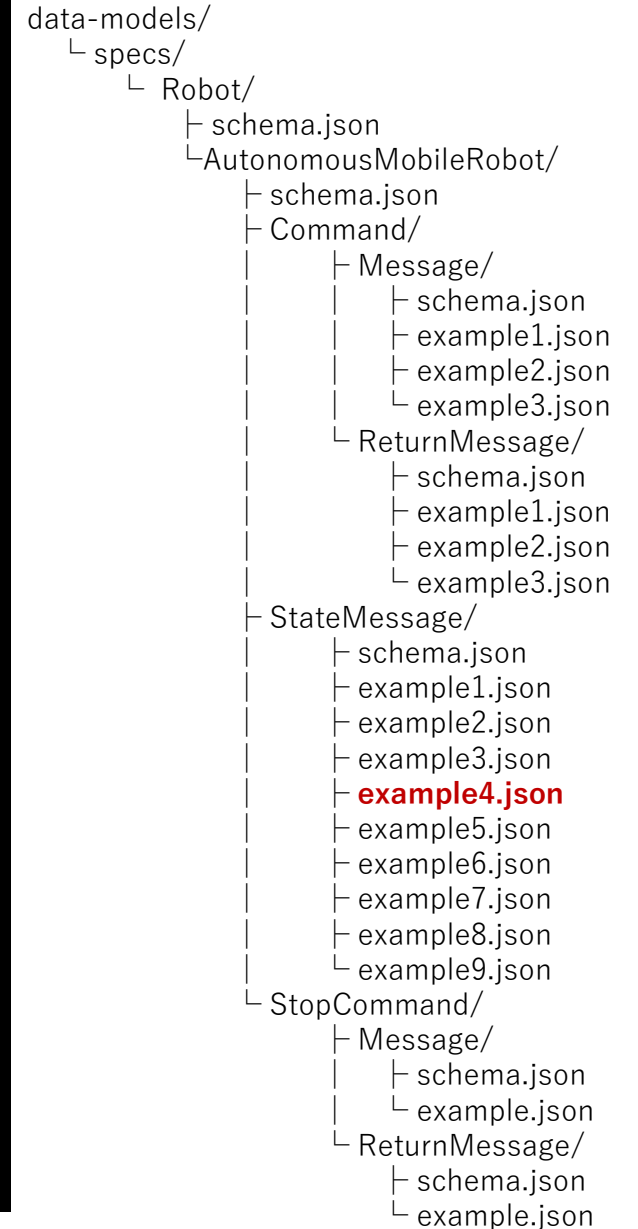 data-models/
└ specs/
└ Robot/
├ schema.json
└AutonomousMobileRobot/
├ schema.json
├ Command/
│ ├ Message/
│ │ ├ schema.json
│ │ ├ example1.json
│ │ ├ example2.json
│ │ └ example3.json
│ └ ReturnMessage/
│ ├ schema.json
│ ├ example1.json
│ ├ example2.json
│ └ example3.json
├ StateMessage/
│ ├ schema.json
│ ├ example1.json
│ ├ example2.json
│ ├ example3.json
│ ├ example4.json
│ ├ example5.json
│ ├ example6.json
│ ├ example7.json
│ ├ example8.json
│ └ example9.json
└ StopCommand/
├ Message/
│ ├ schema.json
│ └ example.json
└ ReturnMessage/
├ schema.json
└ example.json